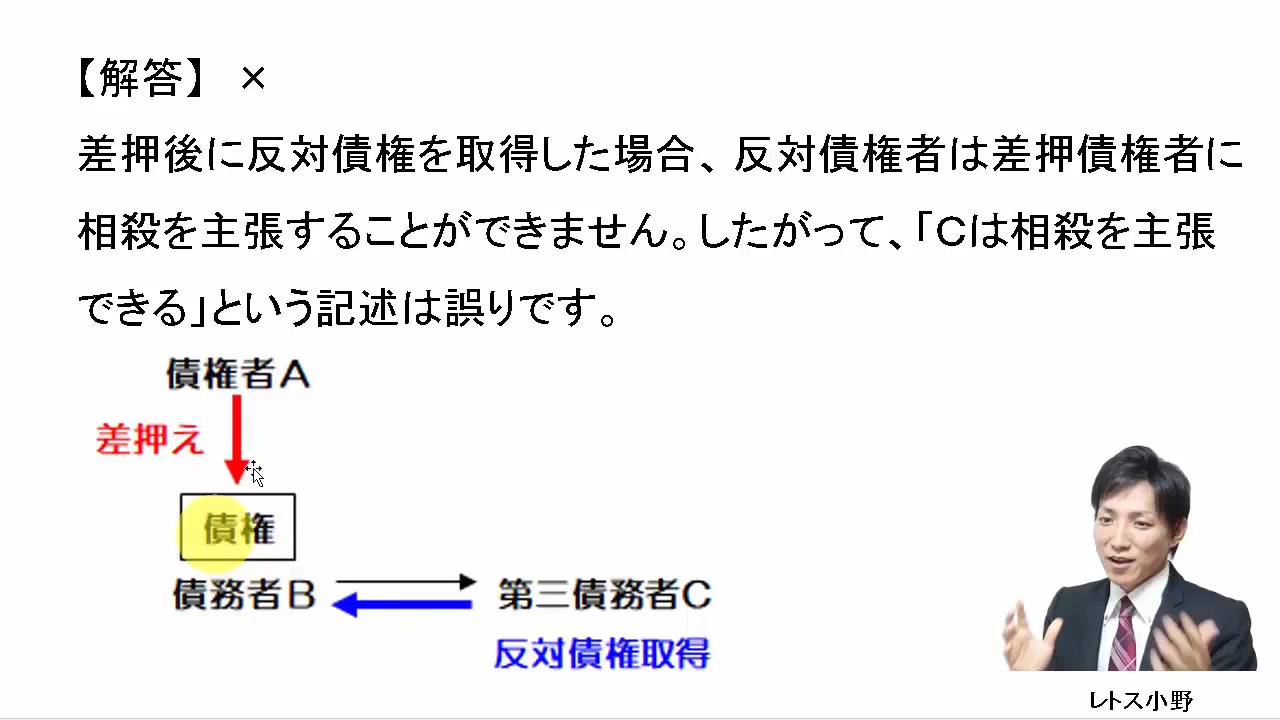 【解答】 ×
差押後に反対債権を取得した場合、反対債権者は差押債権者に
相殺を主張することができません。したがって、「Cは相殺を主張
できる」という記述は誤りです。
債権者A
差押え
債権
債務者B
第三債務者C
反対債権取得
レトス小野